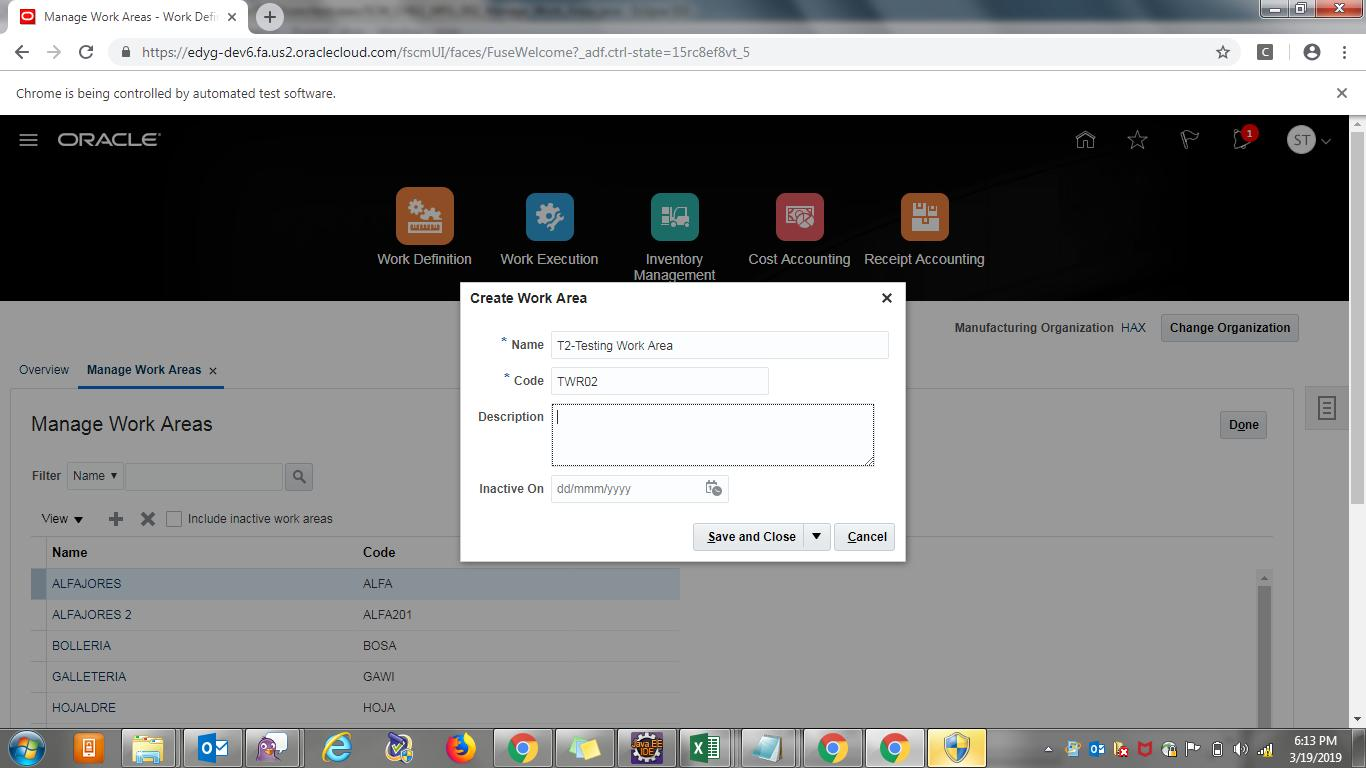 Manage Work Areas - Work Defin
https://edyg-dev6.fa.us2.oraclecloud.com/fscmUI/faces/FuseWelcome?_adf.ctrl-state=15rc8ef8vt_5
C
Chrome is being controlled by automated test software.
ORACLE
1
ST
Work Definition
Work Execution
Inventory
Management
Cost Accounting
Receipt Accounting
Create Work Area
* Name T2-Testing Work Area
* Code TWR02
Description
Inactive On dd/mmm/yyyy
Save and Close
Cancel
Manufacturing Organization HAX Change Organization
Overview Manage Work Areas
Manage Work Areas
Done
Filter Name
View Include inactive work areas
Name Code
ALFAJORES ALFA
ALFAJORES 2 ALFA201
BOLLERIA BOSA
GALLETERIA GAWI
HOJALDRE HOJA
Java EE
IDE
6:13 PM
3/19/2019